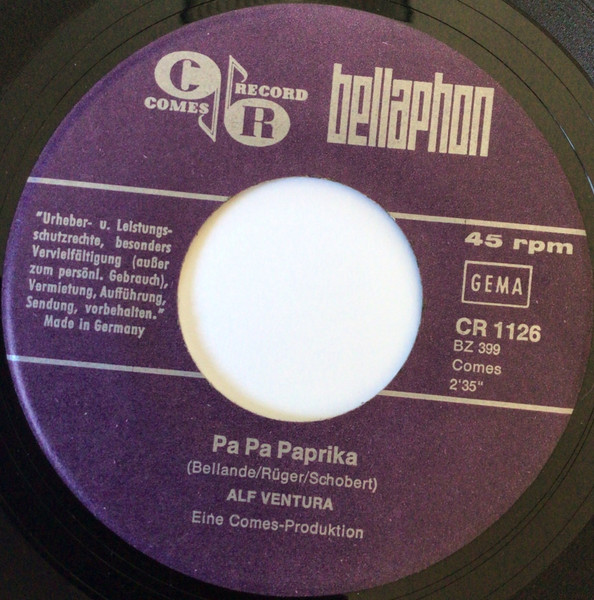 C
COMES
RECORD
R
bellaphon
"Urheber- u. Leistungs-
schutzrechte, besonders
Vervielfältigung (außer
zum persönl. Gebrauch),
Vermietung, Aufführung,
Sendung, vorbehalten."
Made in Germany
45 rpm
GEMA
CR 1126
BZ 399
Comes
2'35"
Pa Pa Paprika
(Bellande/Rüger/Schobert)
ALF VENTURA
Eine Comes-Produktion